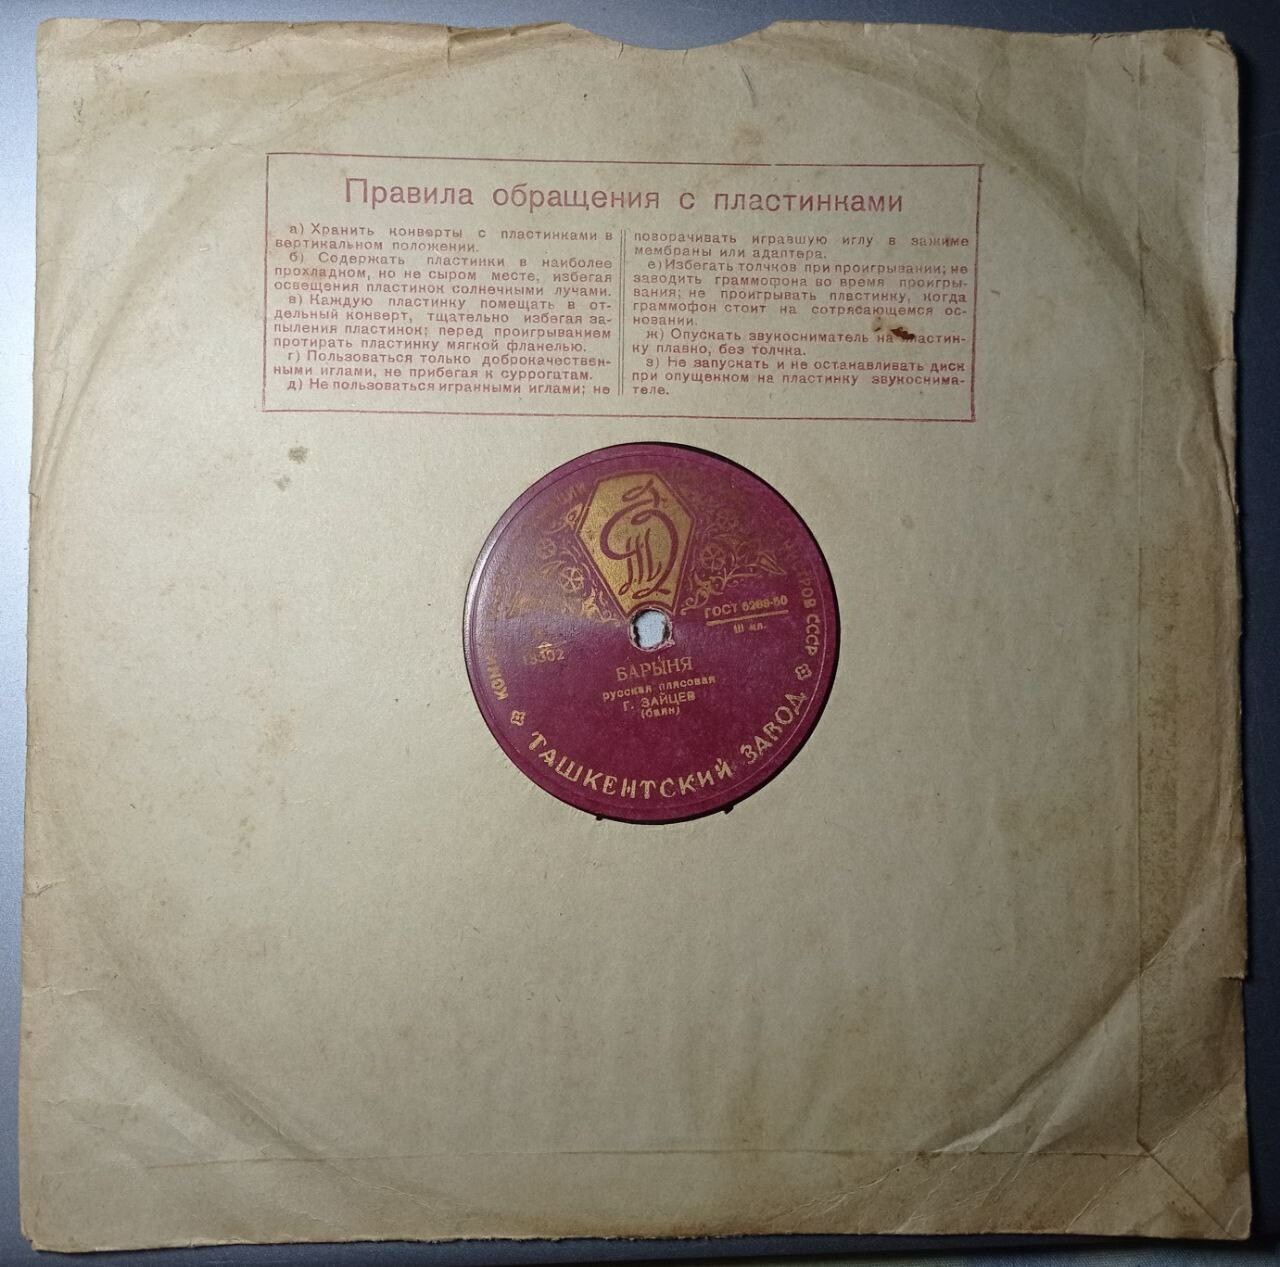 Правила обращения с пластинками
а) Хранить конверты с пластинками в
вертикальном положении.
б) Содержать пластинки в наиболее
прохладном, но не сыром месте, избегая
освещения пластинок солнечными лучами.
в) Каждую пластинку помещать в от-
дельный конверт, тщательно избегая за-
пыления пластинок; перед проигрыванием
протирать пластинку мягкой фланелью.
г) Пользоваться только доброкачествен-
ными иглами, не прибегая к суррогатам.
д) Не пользоваться игранными иглами; не
поворачивать игравшую иглу в зажиме
мембраны или адаптера.
е) Избегать толчков при проигрывании; не
заводить граммофона во время проигры-
вания; не проигрывать пластинку, когда
граммофон стоит на сотрясающемся ос-
новании.
ж) Опускать звукосниматель на пластин-
ку плавно, без толчка.
з) Не запускать и не останавливать диск
при опущенном на пластинку звукоснима-
теле.
СССР
ГОСТ 5289-50
III кл.
13302
БАРЫНЯ
русская плясовая
Г. ЗАЙЦЕВ
(баян)
ТАШКЕНТСКИЙ ЗАВОД